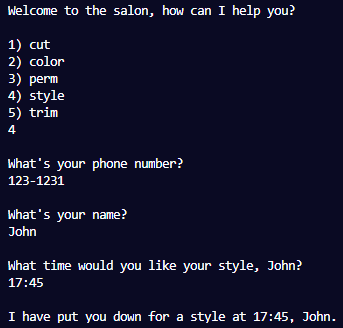 Welcome to the salon, how can I help you?
1) cut
2) color
3) perm
4) style
5) trim
4
What's your phone number?
123-1231
What's your name?
John
What time would you like your style, John?
17:45
I have put you down for a style at 17:45, John.